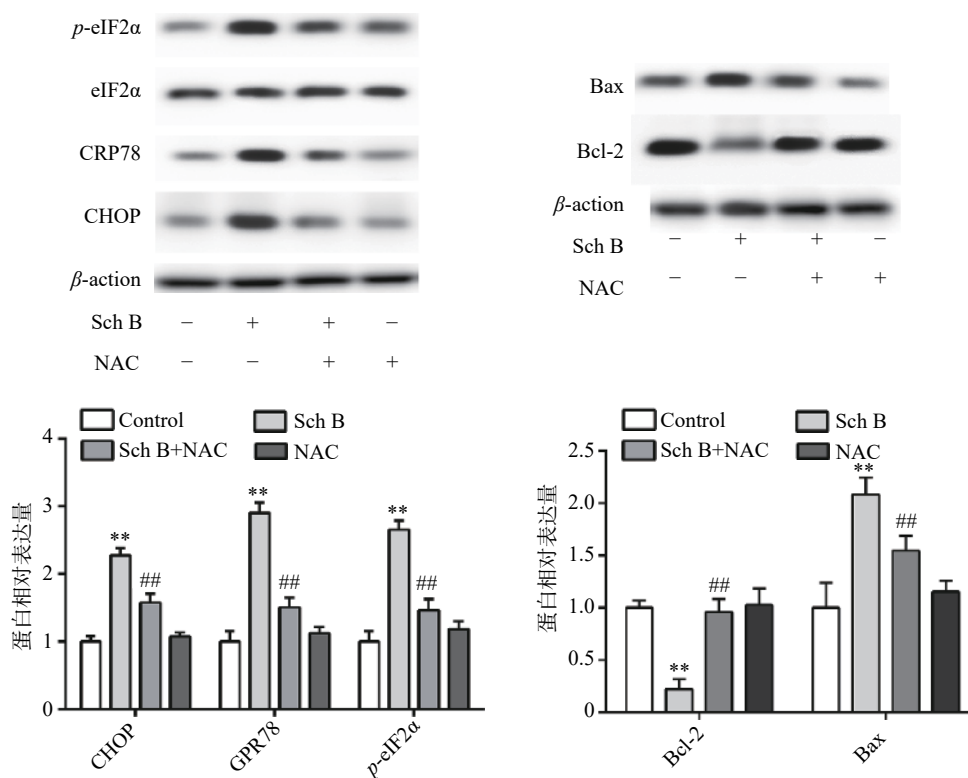 p-eIF2α
eIF2α
CRP78
CHOP
β-action
Sch B − + + −
NAC − − + +
Bax
Bcl-2
β-action
Sch B − + + −
NAC − − + +
Control Sch B
Sch B+NAC NAC
蛋白相对表达量
4
3
2
1
0
** ## ** ## ** ##
CHOP GPR78 p-eIF2α
Control Sch B
Sch B+NAC NAC
蛋白相对表达量
2.5
2.0
1.5
1.0
0.5
0
** ## ** ##
Bcl-2 Bax